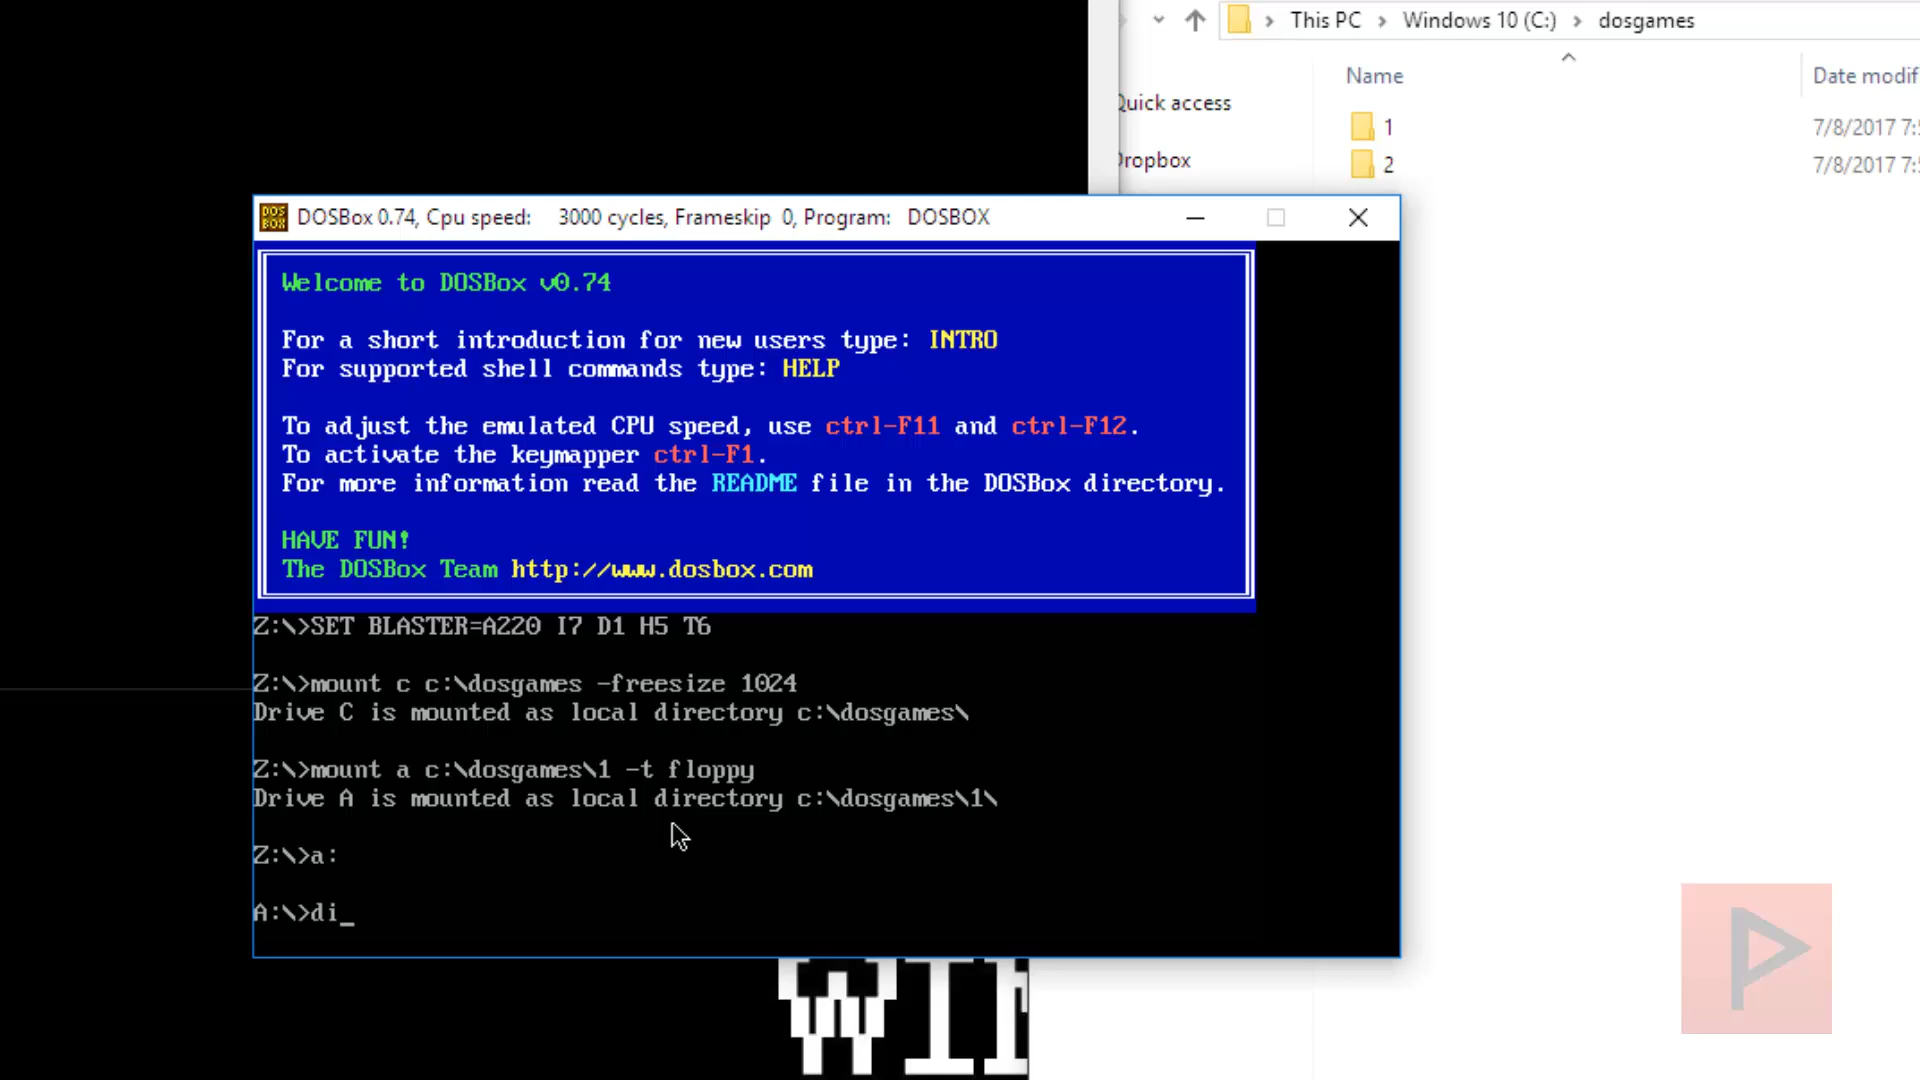 This PC > Windows 10 (C:) > dosgames
Name
Date modif
Quick access
1
7/8/2017 7:5
Dropbox
2
7/8/2017 7:5
DOSBox 0.74, Cpu speed: 3000 cycles, Frameskip 0, Program: DOSBOX
Welcome to DOSBox v0.74
For a short introduction for new users type: INTRO
For supported shell commands type: HELP
To adjust the emulated CPU speed, use ctrl-F11 and ctrl-F12.
To activate the keymapper ctrl-F1.
For more information read the README file in the DOSBox directory.
HAVE FUN!
The DOSBox Team http://www.dosbox.com
Z:\>SET BLASTER=A220 I7 D1 H5 T6
Z:\>mount c c:\dosgames -freesize 1024
Drive C is mounted as local directory c:\dosgames\
Z:\>mount a c:\dosgames\1 -t floppy
Drive A is mounted as local directory c:\dosgames\1\
Z:\>a:
A:\>di_